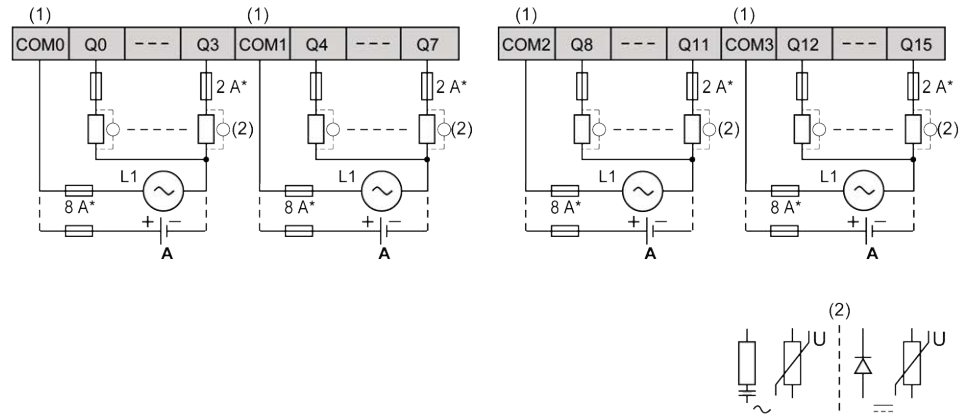 (1) (1) (1) (1)
COM0 Q0 --- Q3 COM1 Q4 --- Q7 COM2 Q8 --- Q11 COM3 Q12 --- Q15
2 A* 2 A* 2 A* 2 A*
(2) (2) (2) (2)
L1 L1 L1 L1
8 A* 8 A* 8 A* 8 A*
+ − + − + − + −
A A A A
(2)
U U